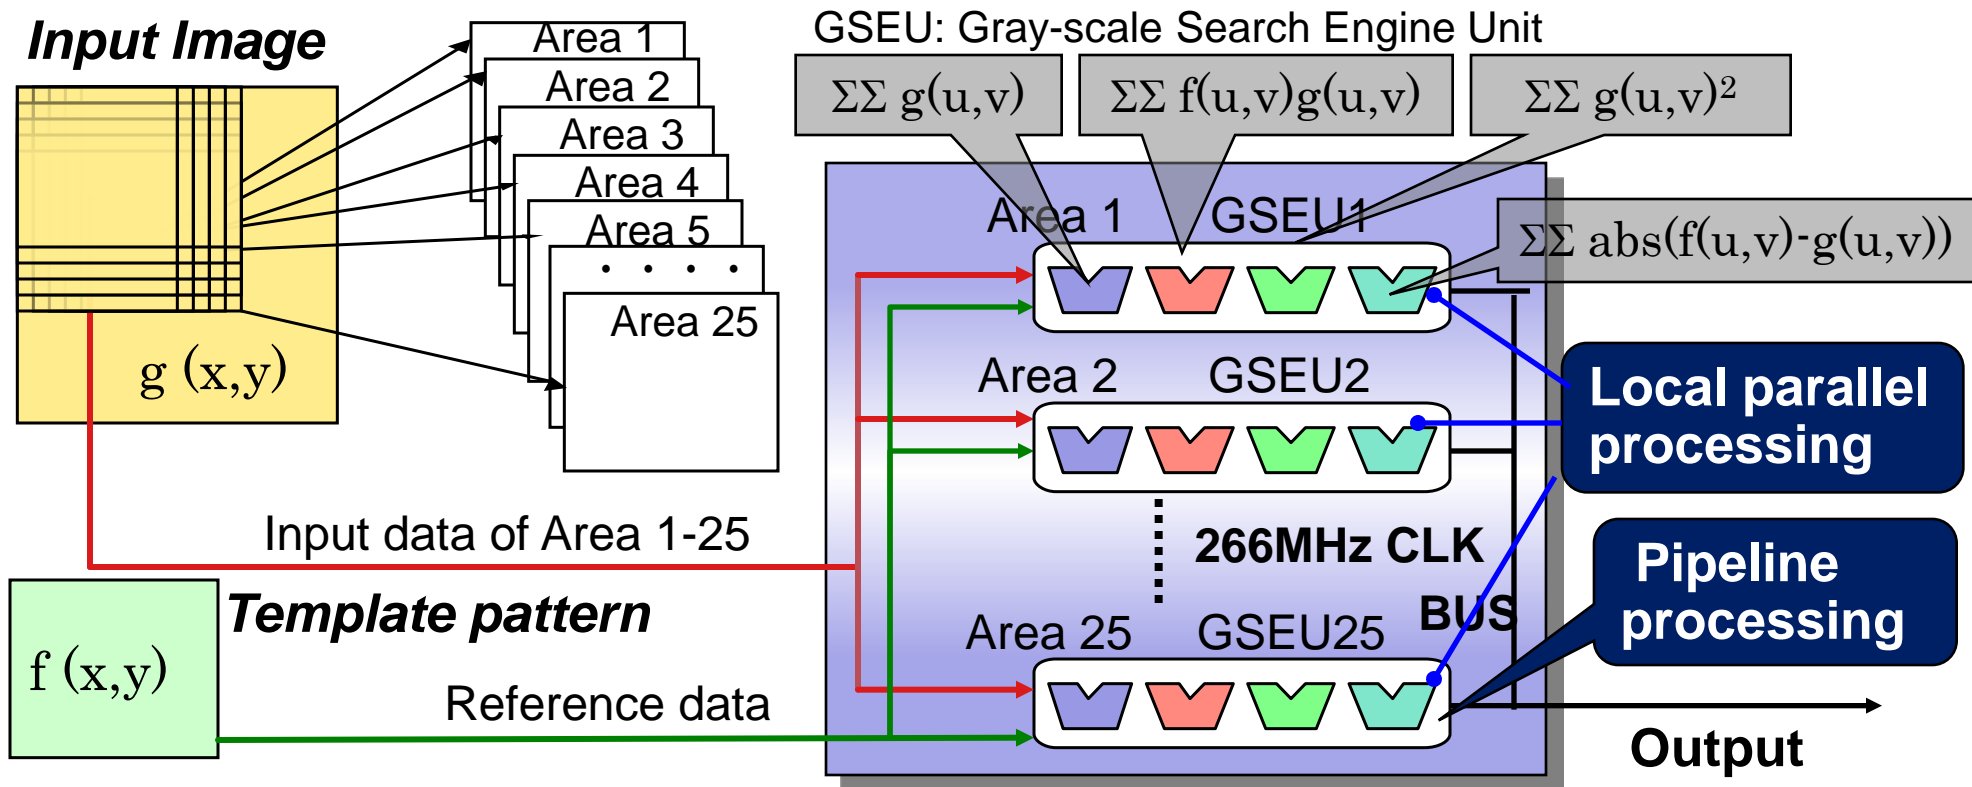 Input Image
g (x,y)
Area 1
Area 2
Area 3
Area 4
Area 5
. . . .
Area 25
GSEU: Gray-scale Search Engine Unit
ΣΣ g(u,v)
ΣΣ f(u,v)g(u,v)
ΣΣ g(u,v)²
ΣΣ abs(f(u,v)-g(u,v))
Area 1 GSEU1
Area 2 GSEU2
266MHz CLK
BUS
Area 25 GSEU25
Local parallel
processing
Pipeline
processing
Input data of Area 1-25
Template pattern
f (x,y)
Reference data
Output